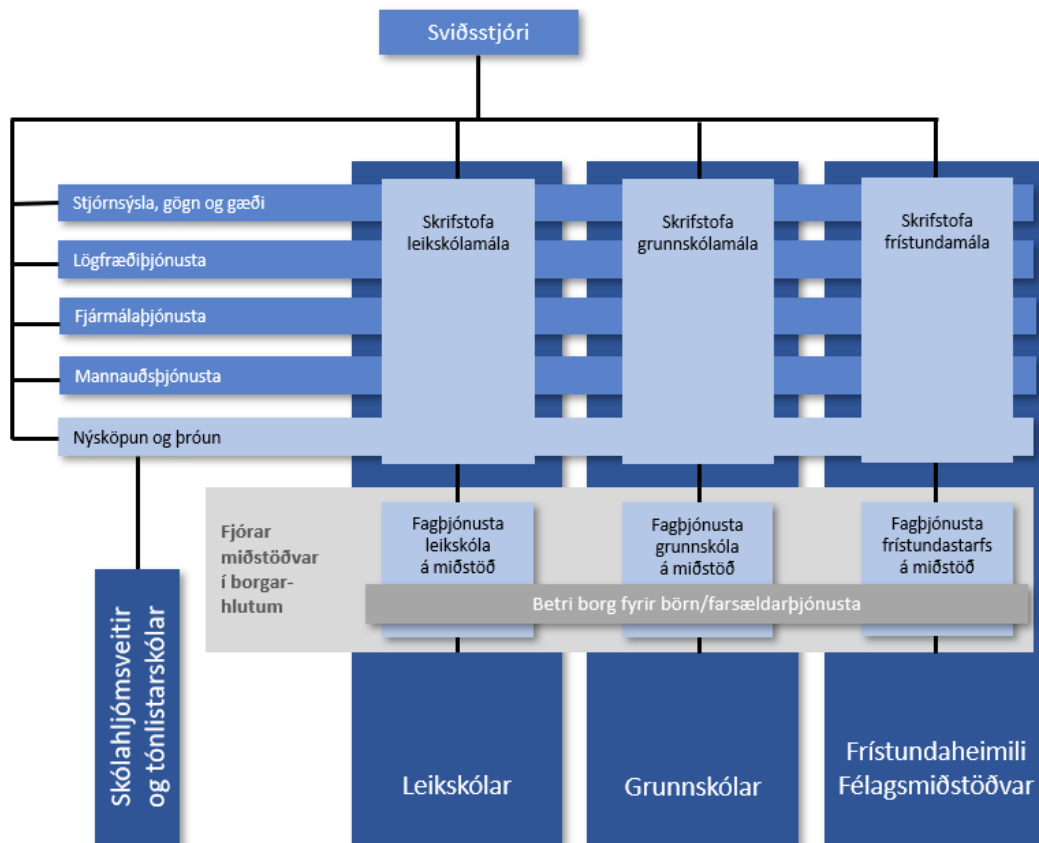 Sviðsstjóri
Stjórnsýsla, gögn og gæði
Lögfræðiþjónusta
Fjármálaþjónusta
Mannauðsþjónusta
Nýsköpun og þróun
Skrifstofa
leikskólamála
Skrifstofa
grunnskólamála
Skrifstofa
frístundamála
Fjórar
miðstöðvar
í borgar-
hlutum
Fagþjónusta
leikskóla
á miðstöð
Fagþjónusta
grunnskóla
á miðstöð
Fagþjónusta
frístundastarfs
á miðstöð
Betri borg fyrir börn/farsældarþjónusta
Skólahljómsveitir
og tónlistarskólar
Leikskólar
Grunnskólar
Frístundaheimili
Félagsmiðstöðvar